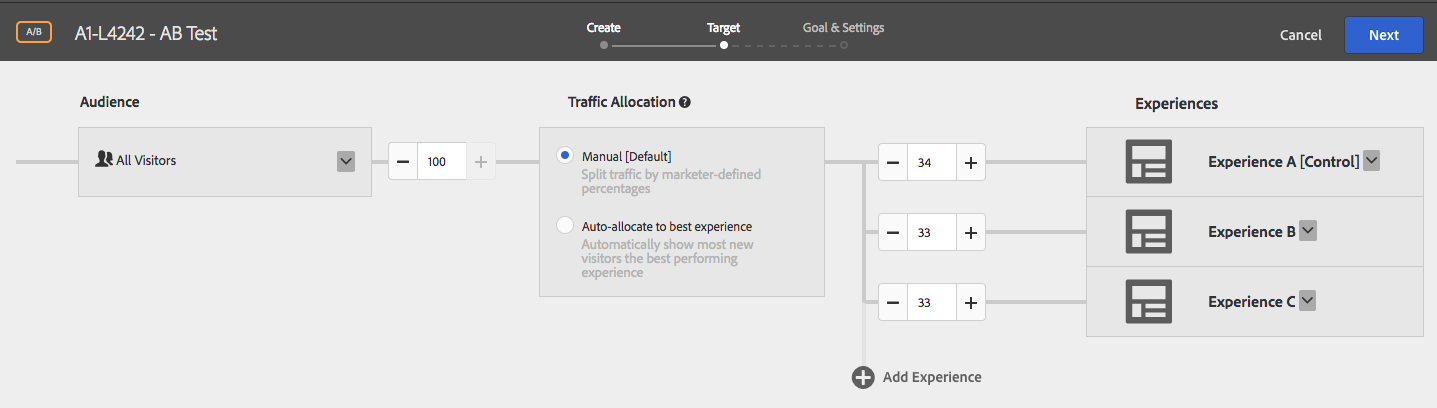 A/B
A1-L4242 - AB Test
Create
Target
Goal & Settings
Cancel
Next
Audience
All Visitors
100
Traffic Allocation ?
Manual [Default]
Split traffic by marketer-defined
percentages
Auto-allocate to best experience
Automatically show most new
visitors the best performing
experience
34
33
33
Add Experience
Experiences
Experience A [Control]
Experience B
Experience C